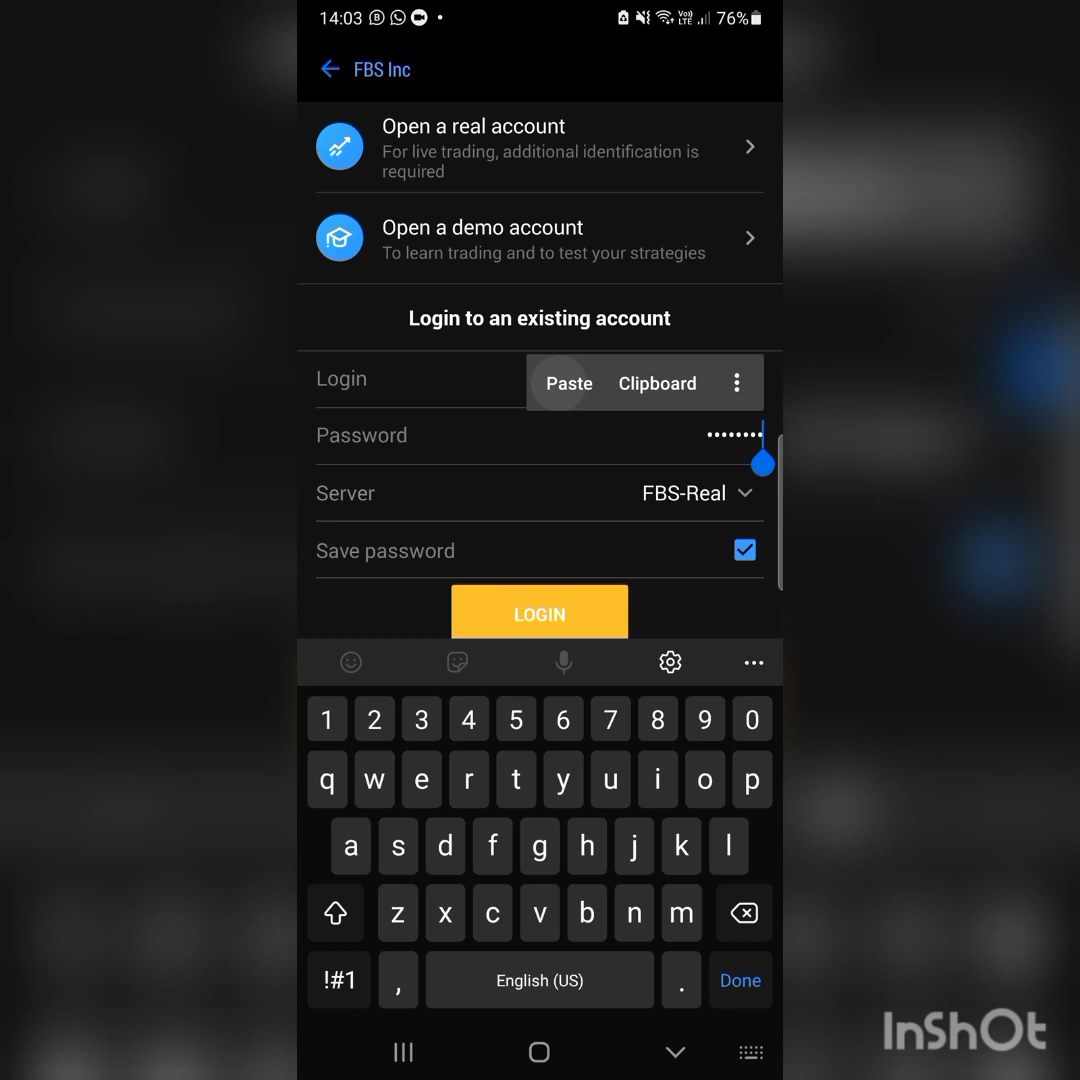 14:03 76%
FBS Inc
Open a real account
For live trading, additional identification is
required
Open a demo account
To learn trading and to test your strategies
Login to an existing account
Login Paste Clipboard
Password ••••••••
Server FBS-Real
Save password
LOGIN
1 2 3 4 5 6 7 8 9 0
q w e r t y u i o p
a s d f g h j k l
z x c v b n m
!#1 , English (US) . Done
InShOt